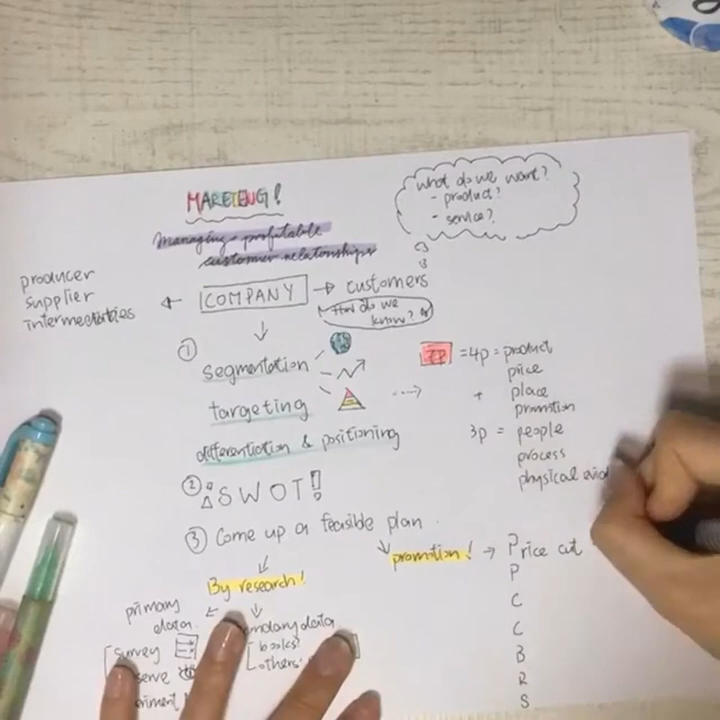 MARETENG!
managing profitable
customer relationships
what do we want?
- product?
- service?
producer
supplier
intermediaries
← COMPANY → customers
How do we
know?
①
segmentation
targeting
differentiation & positioning
7P = 4p = product
price
+ place
promotion
3p = people
process
physical evid
② SWOT!
③ Come up a feasible plan.
By research!
promotion! → Price cut
P
C
C
B
R
S
primary
data
survey
secondary data
books
others